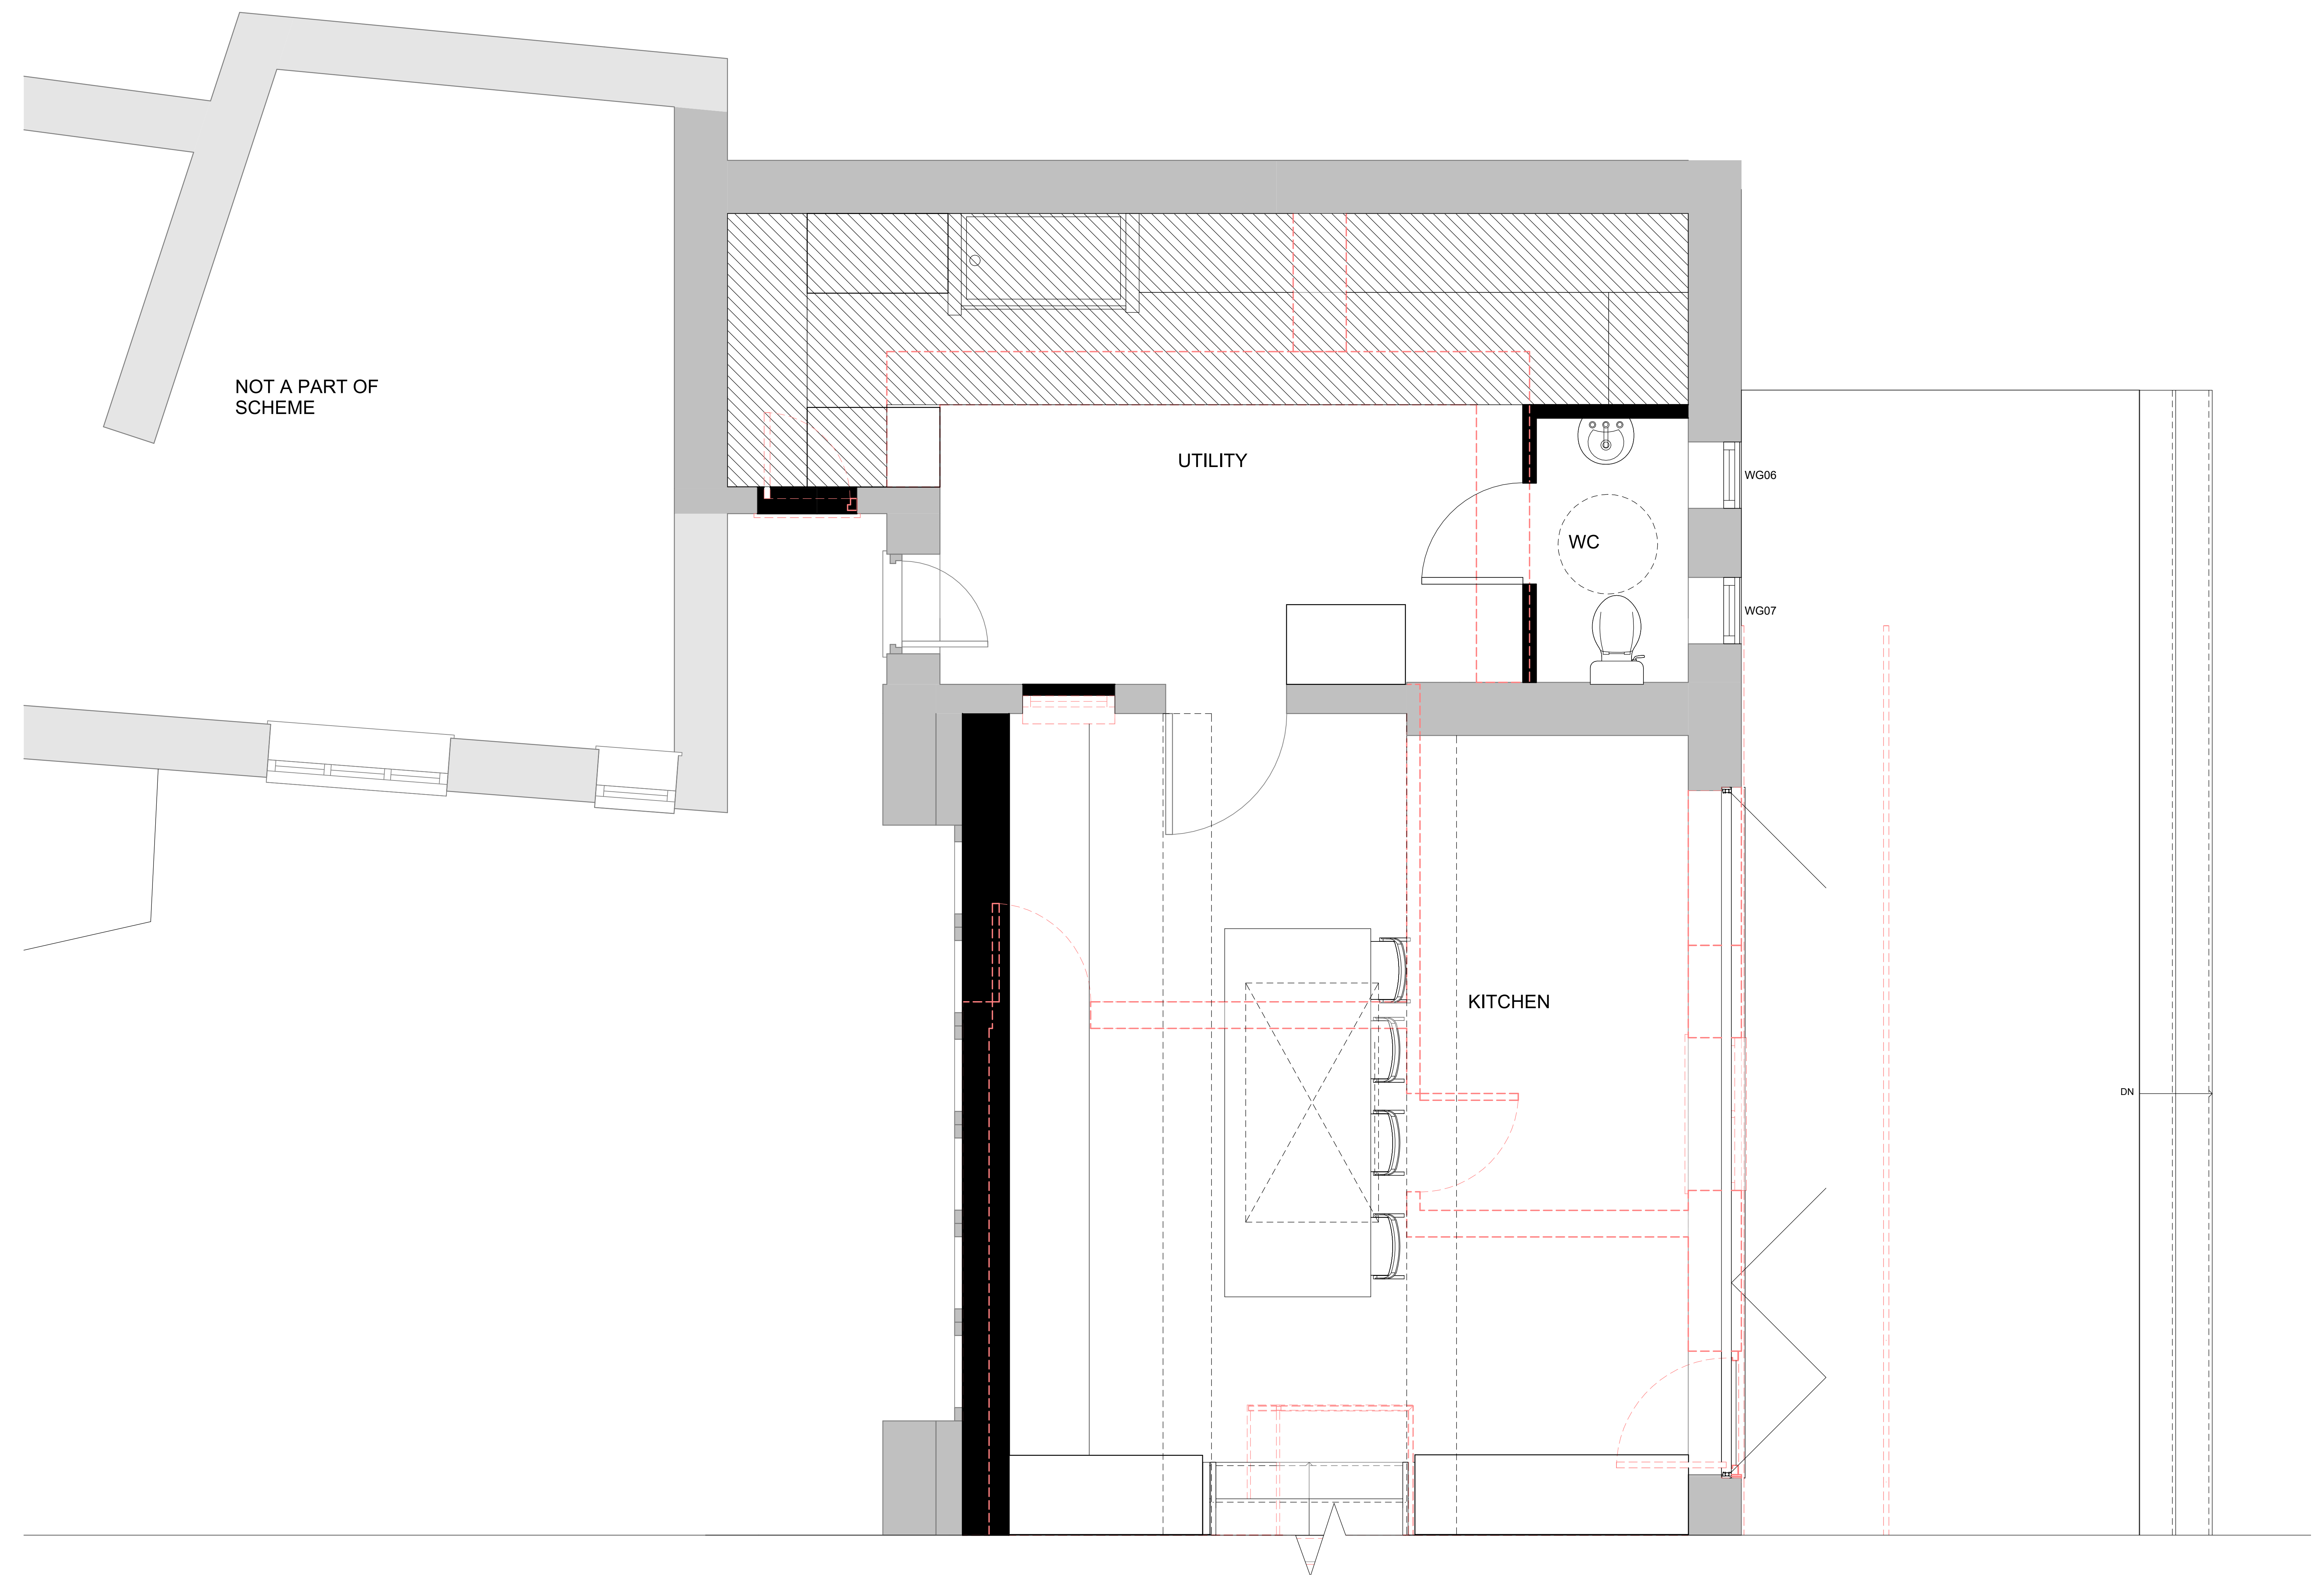 NOT A PART OF
SCHEME
UTILITY
WG06
WC
WG07
KITCHEN
DN